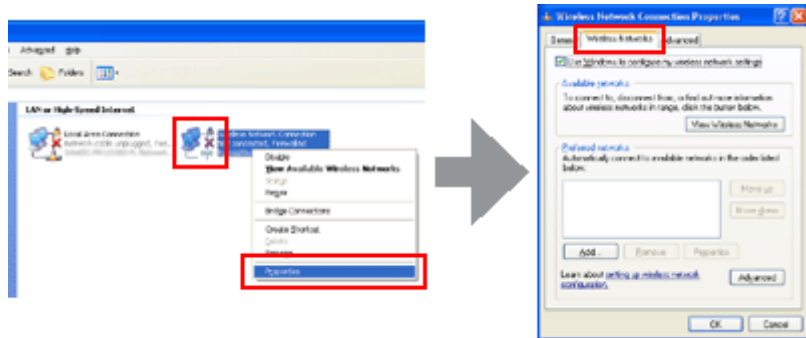 Advanced Help
Search Folders
LAN or High-Speed Internet
Local Area Connection
Network cable unplugged, Fire...
Wireless Network Connection
Not connected, Firewalled
Disable
View Available Wireless Networks
Status
Repair
Bridge Connections
Create Shortcut
Delete
Rename
Properties
Wireless Network Connection Properties
General Wireless Networks Advanced
Use Windows to configure my wireless network settings
Available networks
To connect to, disconnect from, or find out more information
about wireless networks in range, click the button below.
View Wireless Networks
Preferred networks
Automatically connect to available networks in the order listed
below:
Move up
Move down
Add... Remove Properties
Learn about setting up wireless network
configuration.
Advanced
OK Cancel